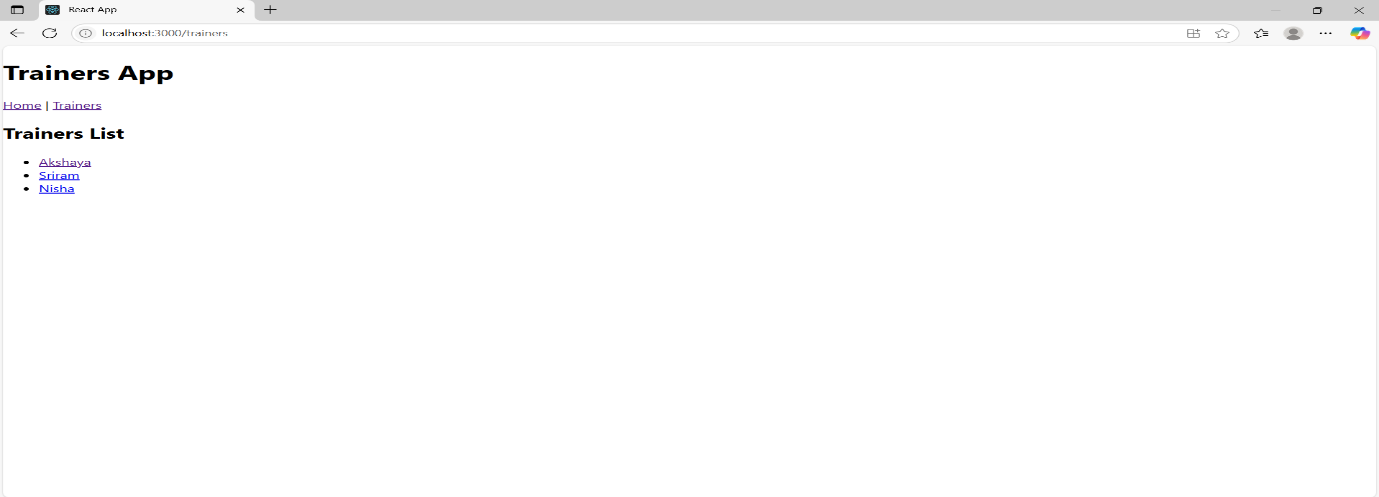 React App
localhost:3000/trainers
Trainers App
Home | Trainers
Trainers List
Akshaya
Sriram
Nisha